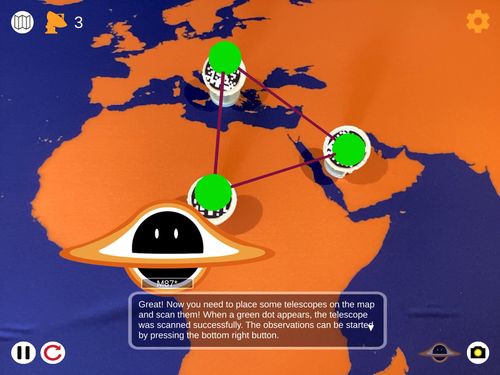 3
M87*
Great! Now you need to place some telescopes on the map
and scan them! When a green dot appears, the telescope
was scanned successfully. The observations can be started
by pressing the bottom right button.